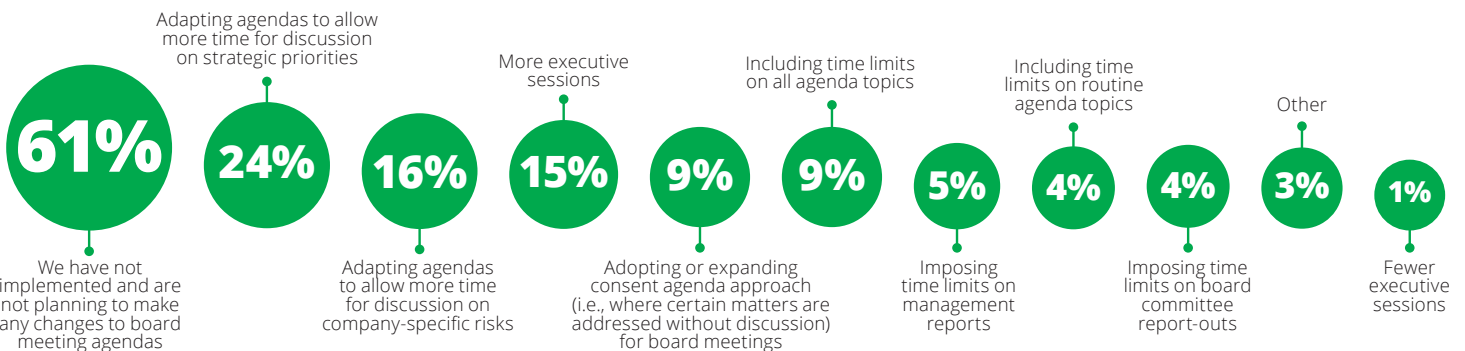 61%
We have not
implemented and are
not planning to make
any changes to board
meeting agendas
Adapting agendas to allow
more time for discussion
on strategic priorities
24%
16%
Adapting agendas
to allow more time
for discussion on
company-specific risks
More executive
sessions
15%
9%
Adopting or expanding
consent agenda approach
(i.e., where certain matters are
addressed without discussion)
for board meetings
Including time limits
on all agenda topics
9%
5%
Imposing
time limits on
management
reports
Including time
limits on routine
agenda topics
4%
4%
Imposing time
limits on board
committee
report-outs
Other
3%
1%
Fewer
executive
sessions